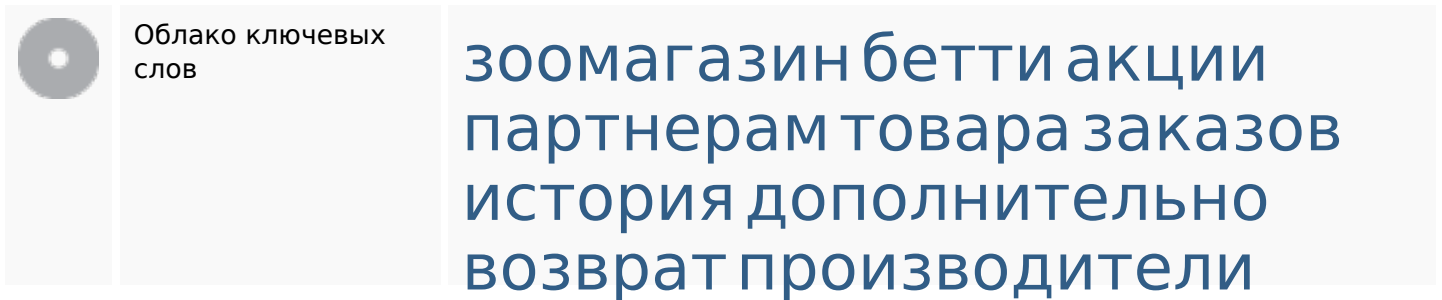 Облако ключевых
слов
зоомагазин бетти акции
партнерам товара заказов
история дополнительно
возврат производители